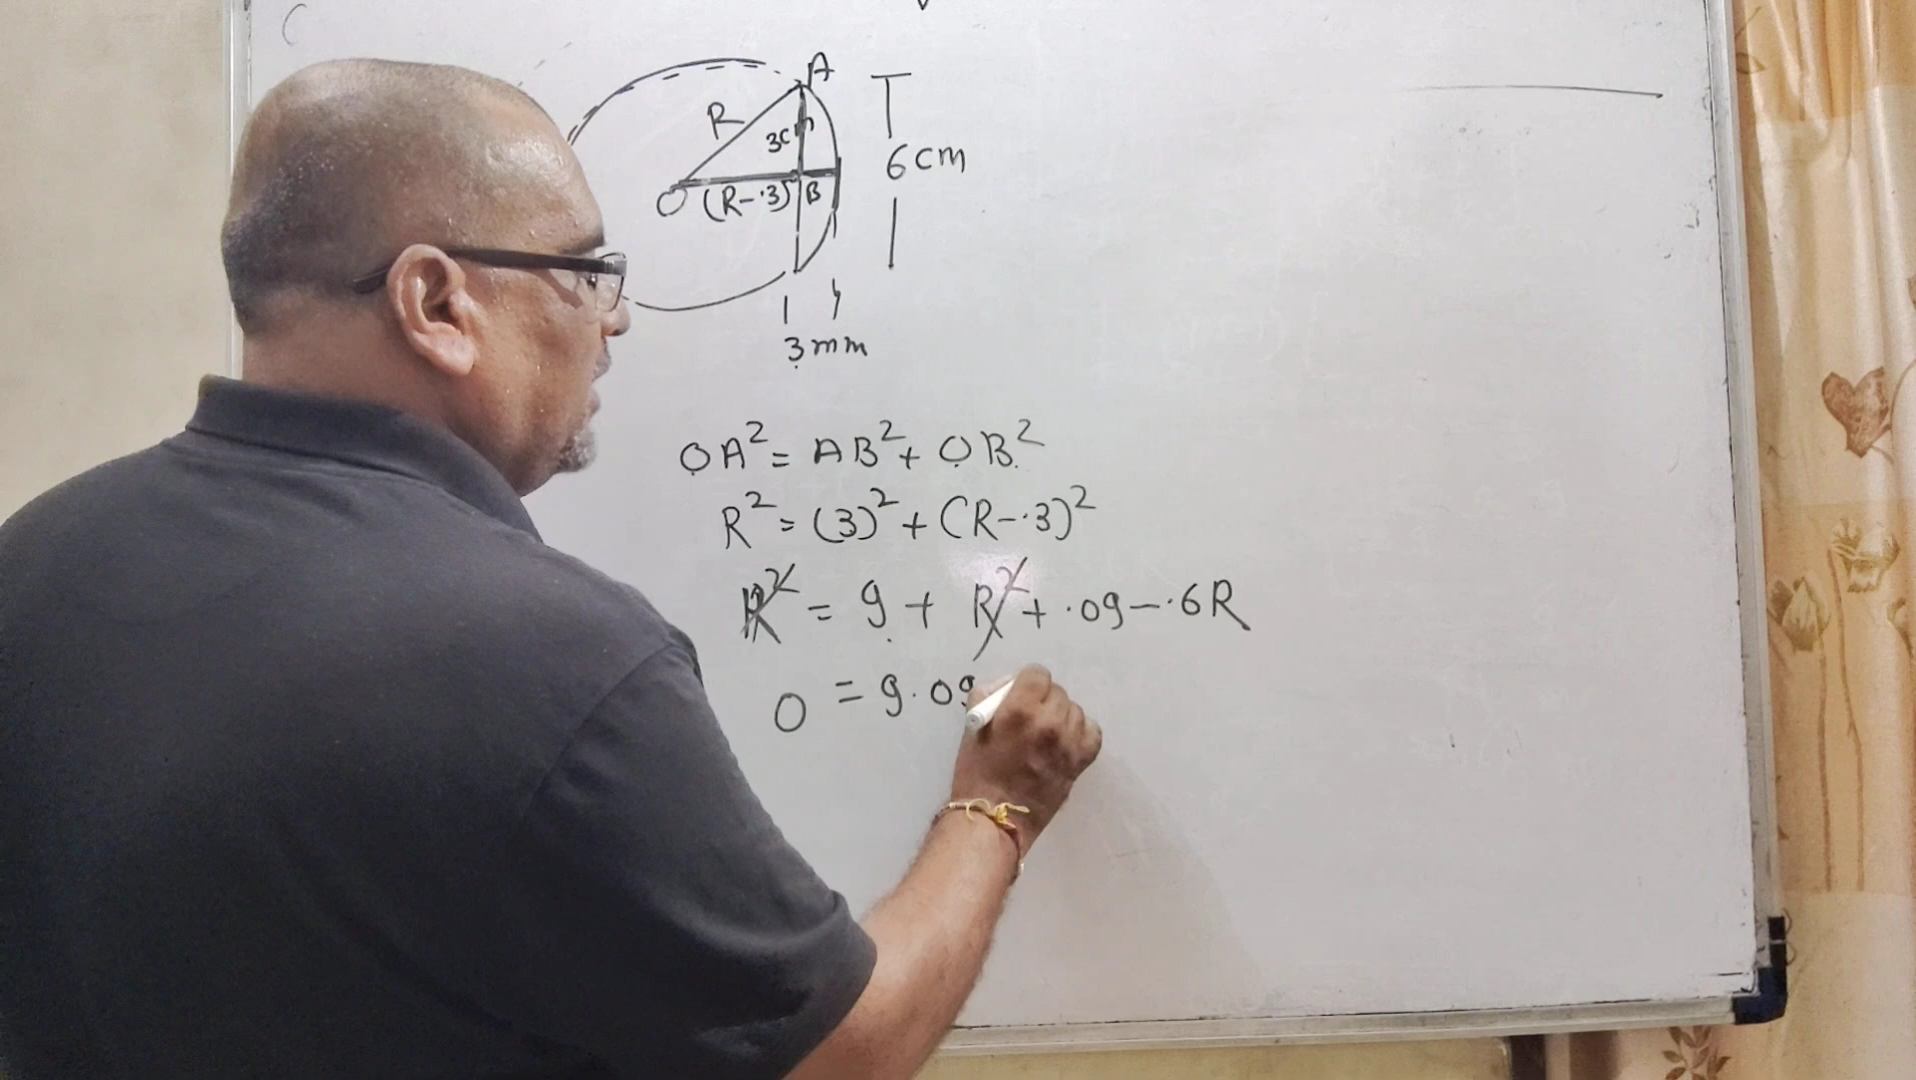 A
R
3cm
6cm
O (R-·3) B
3mm
OA² = AB² + OB²
R² = (3)² + (R-·3)²
R² = 9 + R² + ·09 - ·6R
0 = 9.09